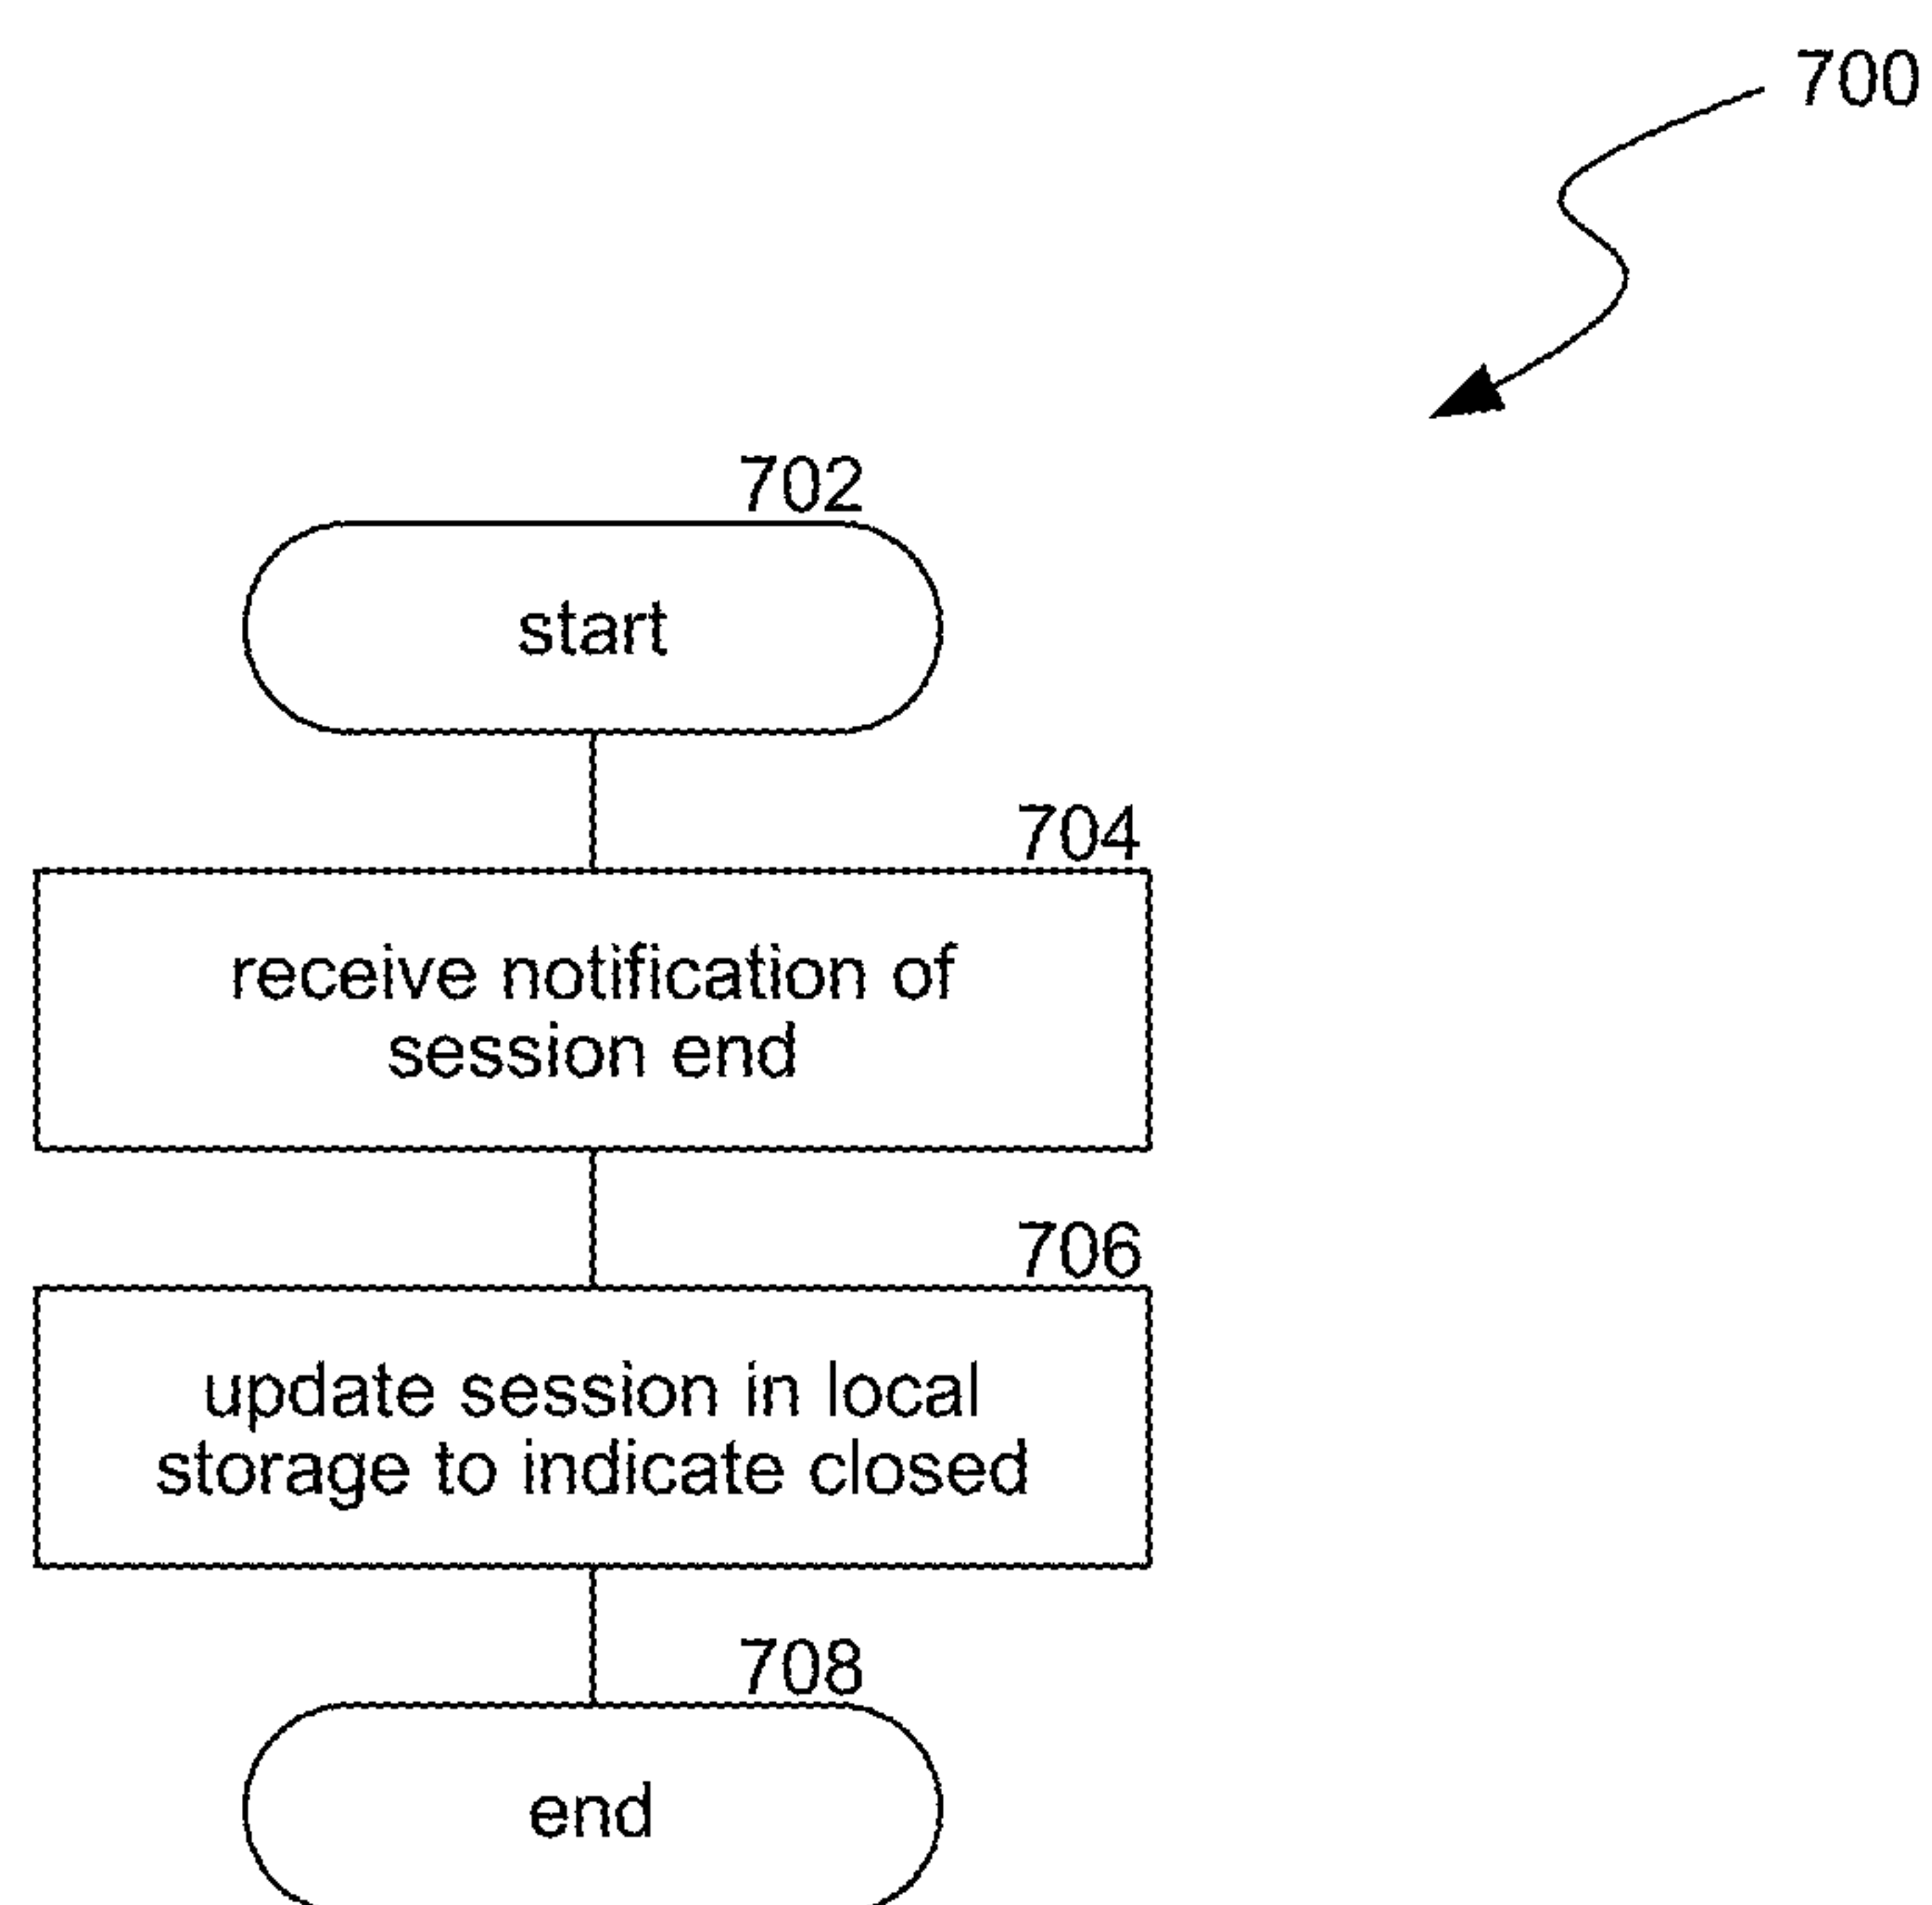 700
702
start
704
receive notification of
session end
706
update session in local
storage to indicate closed
708
end